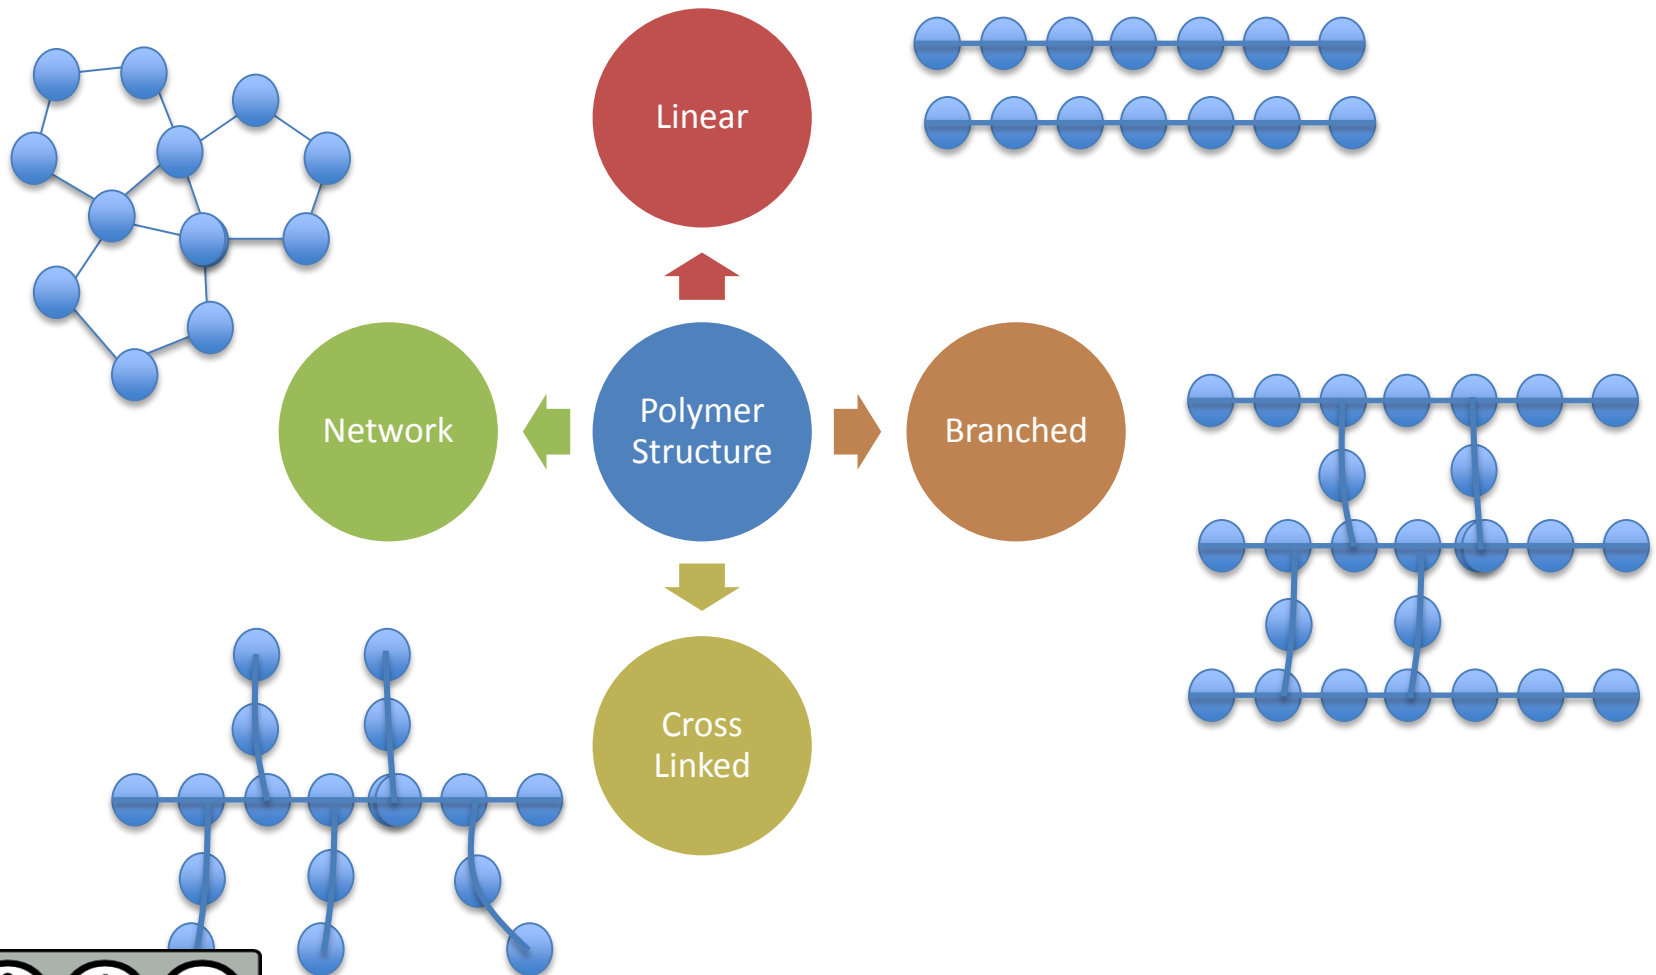 Linear
Network
Polymer
Structure
Branched
Cross
Linked